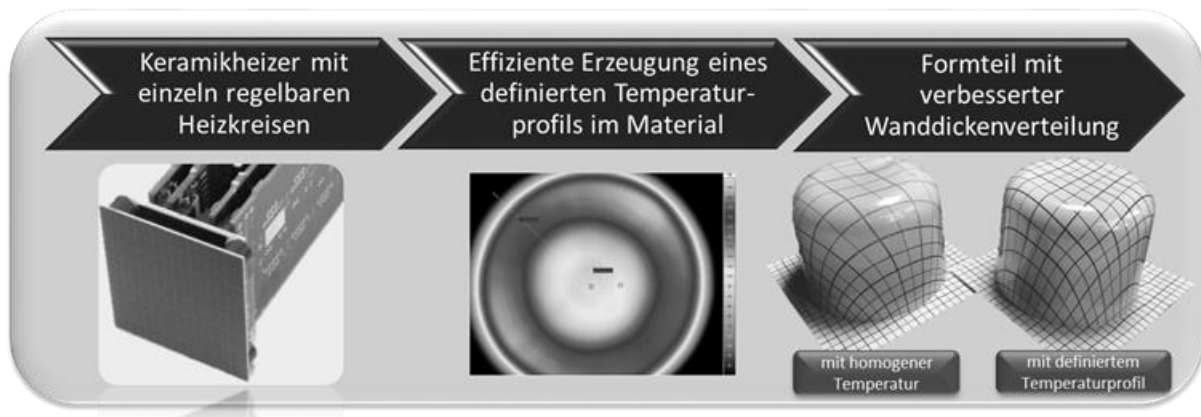 Keramikheizer mit
einzeln regelbaren
Heizkreisen
Effiziente Erzeugung eines
definierten Temperatur-
profils im Material
Formteil mit
verbesserter
Wanddickenverteilung
mit homogener
Temperatur
mit definiertem
Temperaturprofil